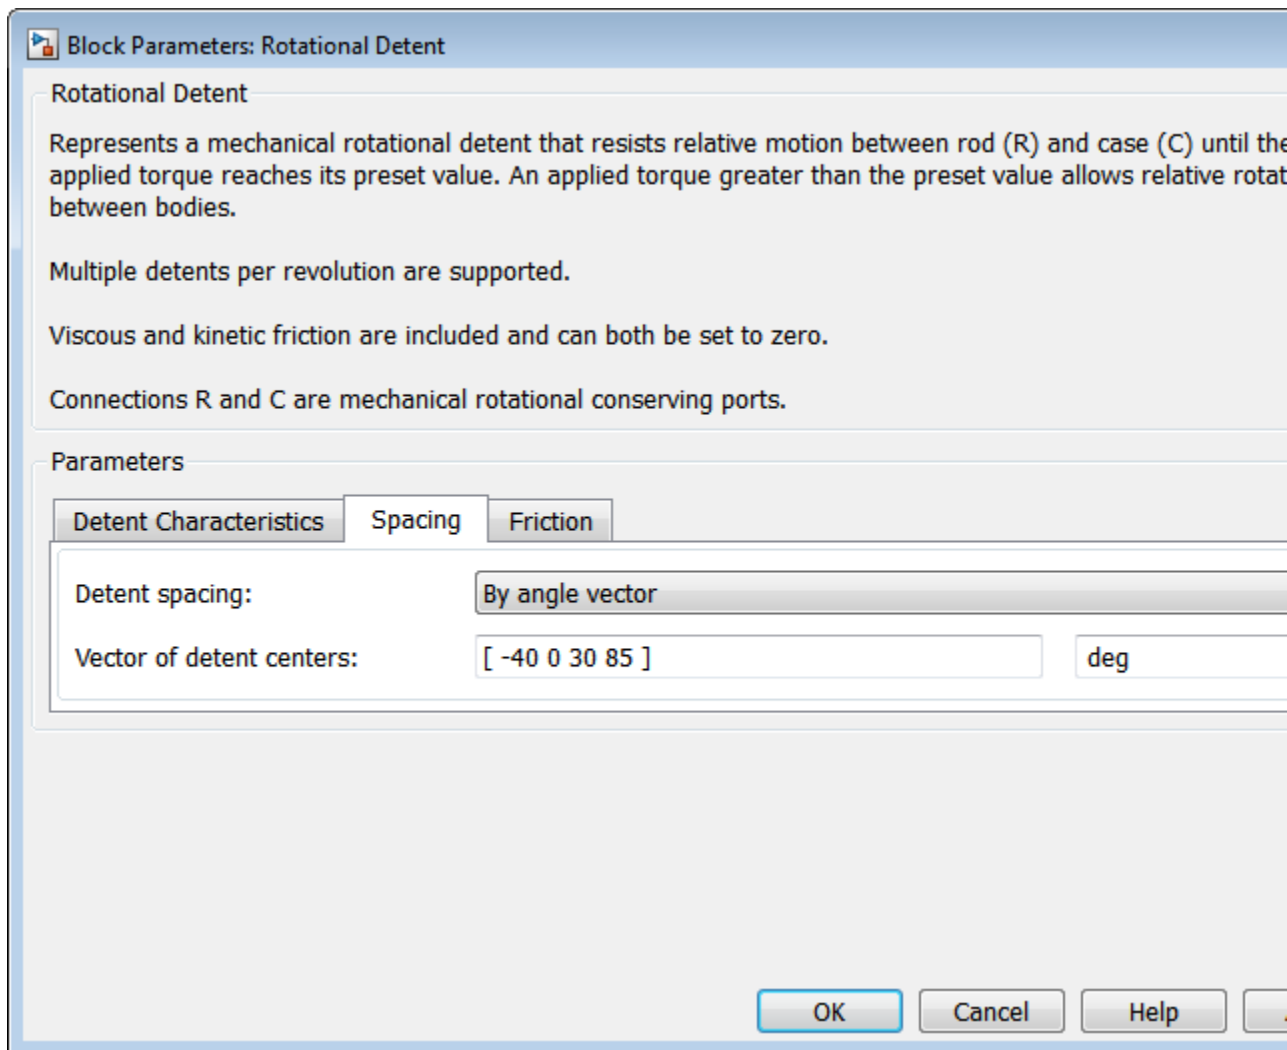 Block Parameters: Rotational Detent
Rotational Detent
Represents a mechanical rotational detent that resists relative motion between rod (R) and case (C) until the
applied torque reaches its preset value. An applied torque greater than the preset value allows relative rotat
between bodies.
Multiple detents per revolution are supported.
Viscous and kinetic friction are included and can both be set to zero.
Connections R and C are mechanical rotational conserving ports.
Parameters
Detent Characteristics Spacing Friction
Detent spacing: By angle vector
Vector of detent centers: [ -40 0 30 85 ] deg
OK Cancel Help